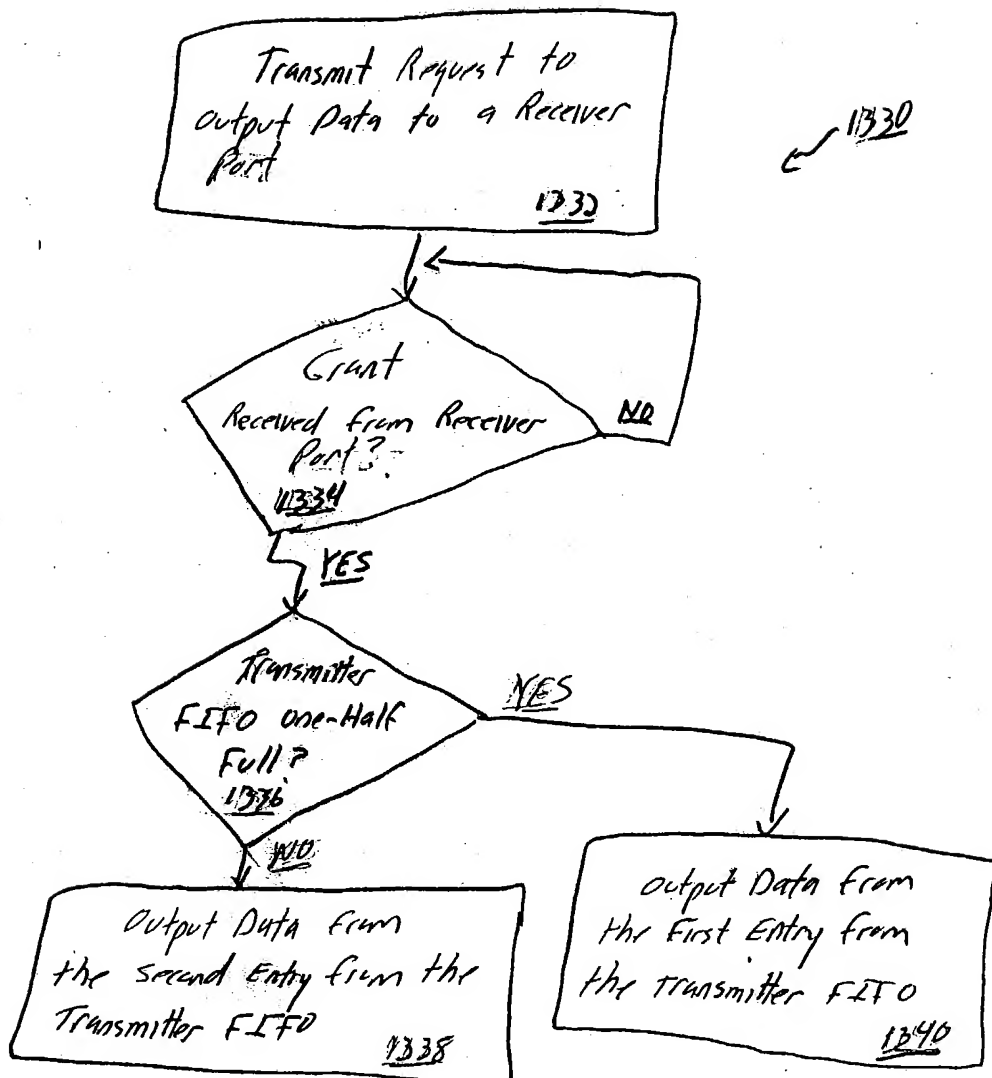 Transmit Request to
Output Data to a Receiver
Port
1332
1330
Grant
Received from Receiver
Port?
1334
NO
YES
Transmitter
FIFO One-Half
Full?
1336
YES
NO
Output Data from
the Second Entry from the
Transmitter FIFO
1338
Output Data from
the First Entry from
the Transmitter FIFO
1340